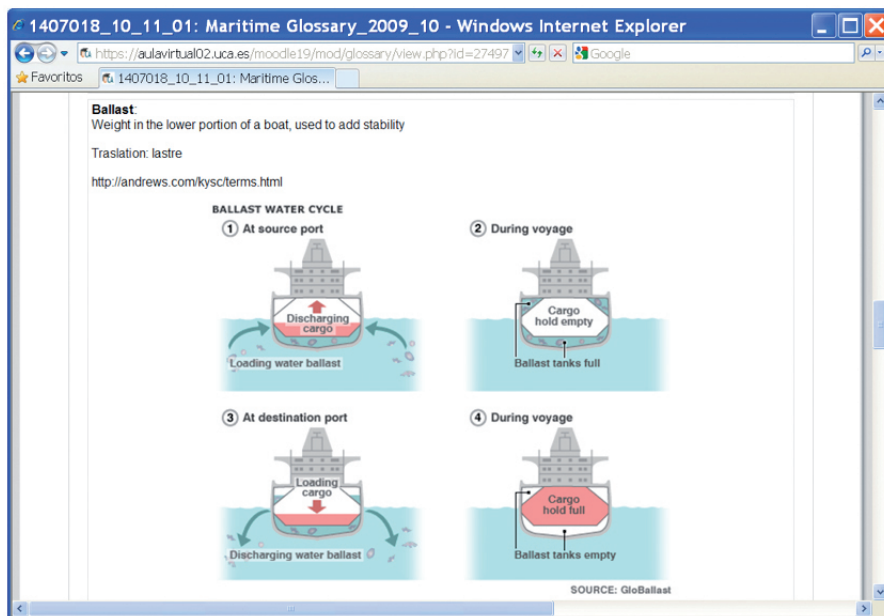 1407018_10_11_01: Maritime Glossary_2009_10 - Windows Internet Explorer
https://aulavirtual02.uca.es/moodle19/mod/glossary/view.php?id=27497
Google
Favoritos
1407018_10_11_01: Maritime Glos...
Ballast:
Weight in the lower portion of a boat, used to add stability
Traslation: lastre
http://andrews.com/kysc/terms.html
BALLAST WATER CYCLE
1 At source port
Discharging
cargo
Loading water ballast
2 During voyage
Cargo
hold empty
Ballast tanks full
3 At destination port
Loading
cargo
Discharging water ballast
4 During voyage
Cargo
hold full
Ballast tanks empty
SOURCE: GloBallast